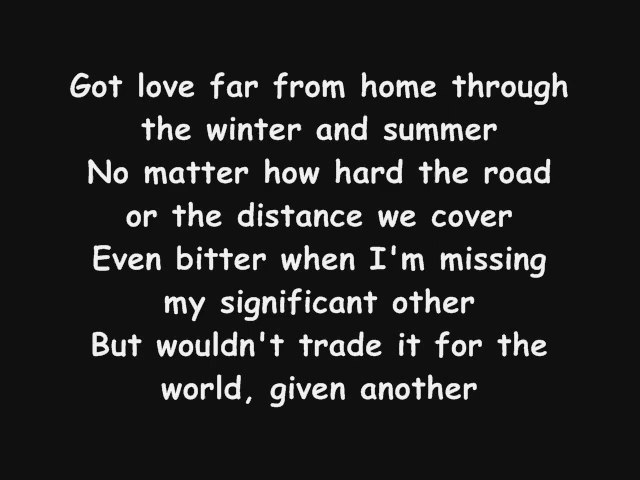 Got love far from home through
the winter and summer
No matter how hard the road
or the distance we cover
Even bitter when I'm missing
my significant other
But wouldn't trade it for the
world, given another